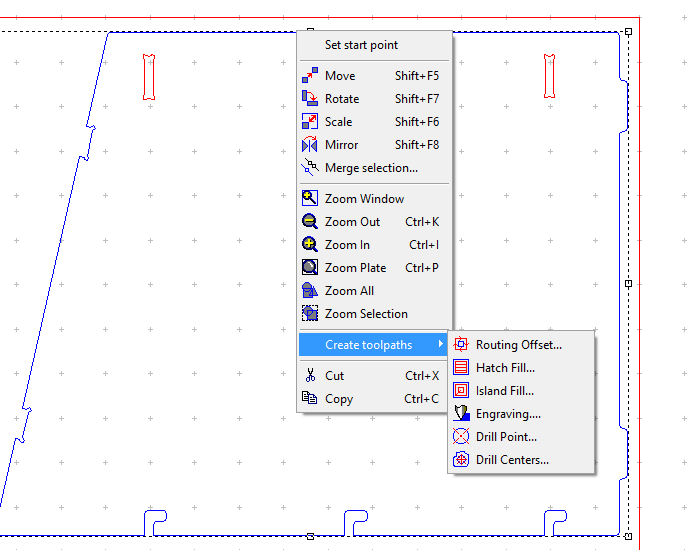 Set start point
Move Shift+F5
Rotate Shift+F7
Scale Shift+F6
Mirror Shift+F8
Merge selection...
Zoom Window
Zoom Out Ctrl+K
Zoom In Ctrl+I
Zoom Plate Ctrl+P
Zoom All
Zoom Selection
Create toolpaths
Cut Ctrl+X
Copy Ctrl+C
Routing Offset...
Hatch Fill...
Island Fill...
Engraving....
Drill Point...
Drill Centers...